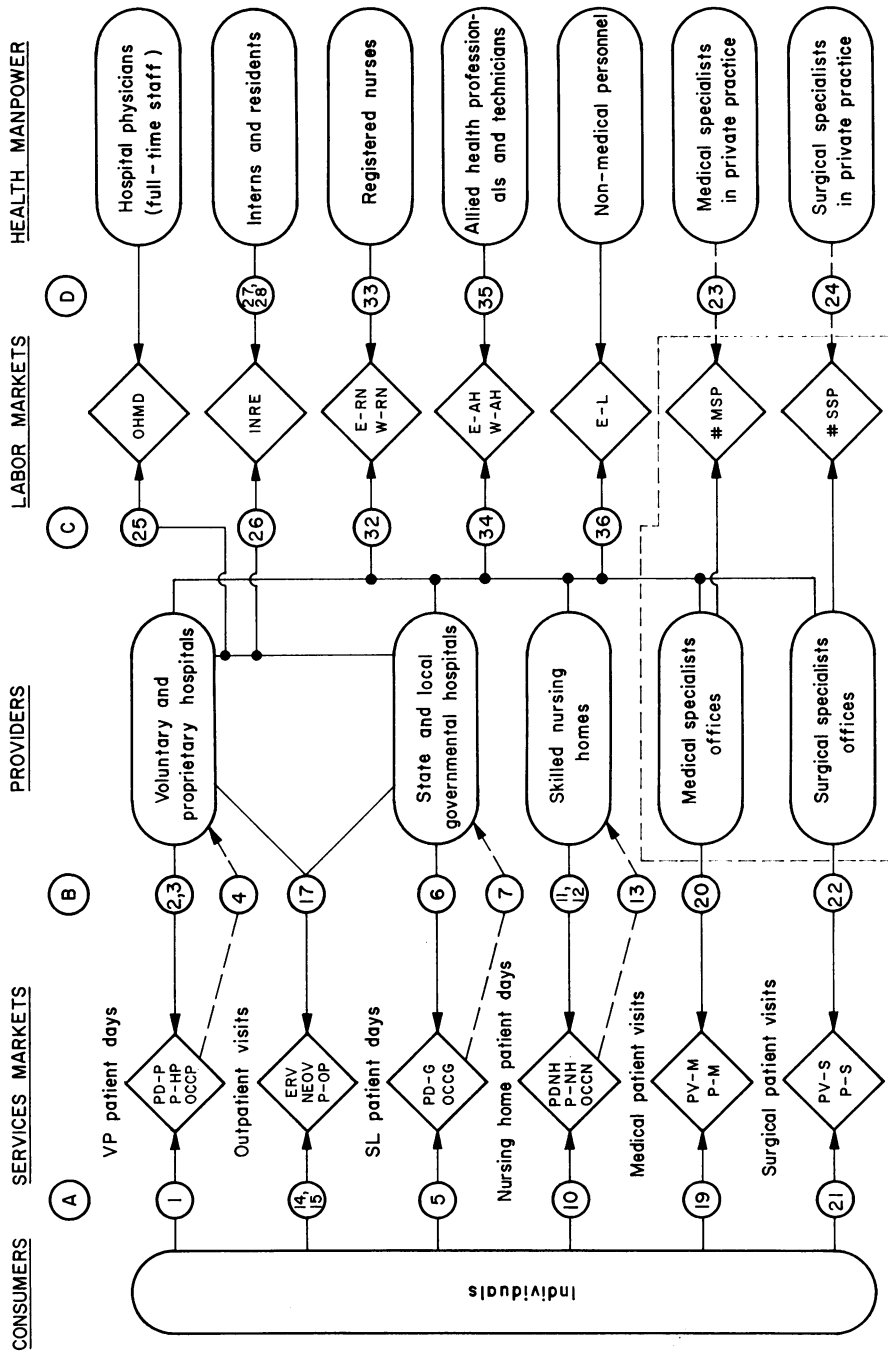 CONSUMERS
SERVICES MARKETS
PROVIDERS
LABOR MARKETS
HEALTH MANPOWER
A
B
C
D
Individuals
1
VP patient days
PD-P
P-HP
OCCP
2,3
4
Voluntary and
proprietary hospitals
25
OHMD
Hospital physicians
(full-time staff)
14,
15
Outpatient visits
ERV
NEOV
P-OP
17
26
INRE
27,
28
Interns and residents
5
SL patient days
PD-G
OCCG
6
7
State and local
governmental hospitals
32
E-RN
W-RN
33
Registered nurses
10
Nursing home patient days
PDNH
P-NH
OCCN
11,
12
13
Skilled nursing
homes
34
E-AH
W-AH
35
Allied health profession-
als and technicians
19
Medical patient visits
PV-M
P-M
20
Medical specialists
offices
36
E-L
Non-medical personnel
# MSP
23
Medical specialists
in private practice
21
Surgical patient visits
PV-S
P-S
22
Surgical specialists
offices
# SSP
24
Surgical specialists
in private practice